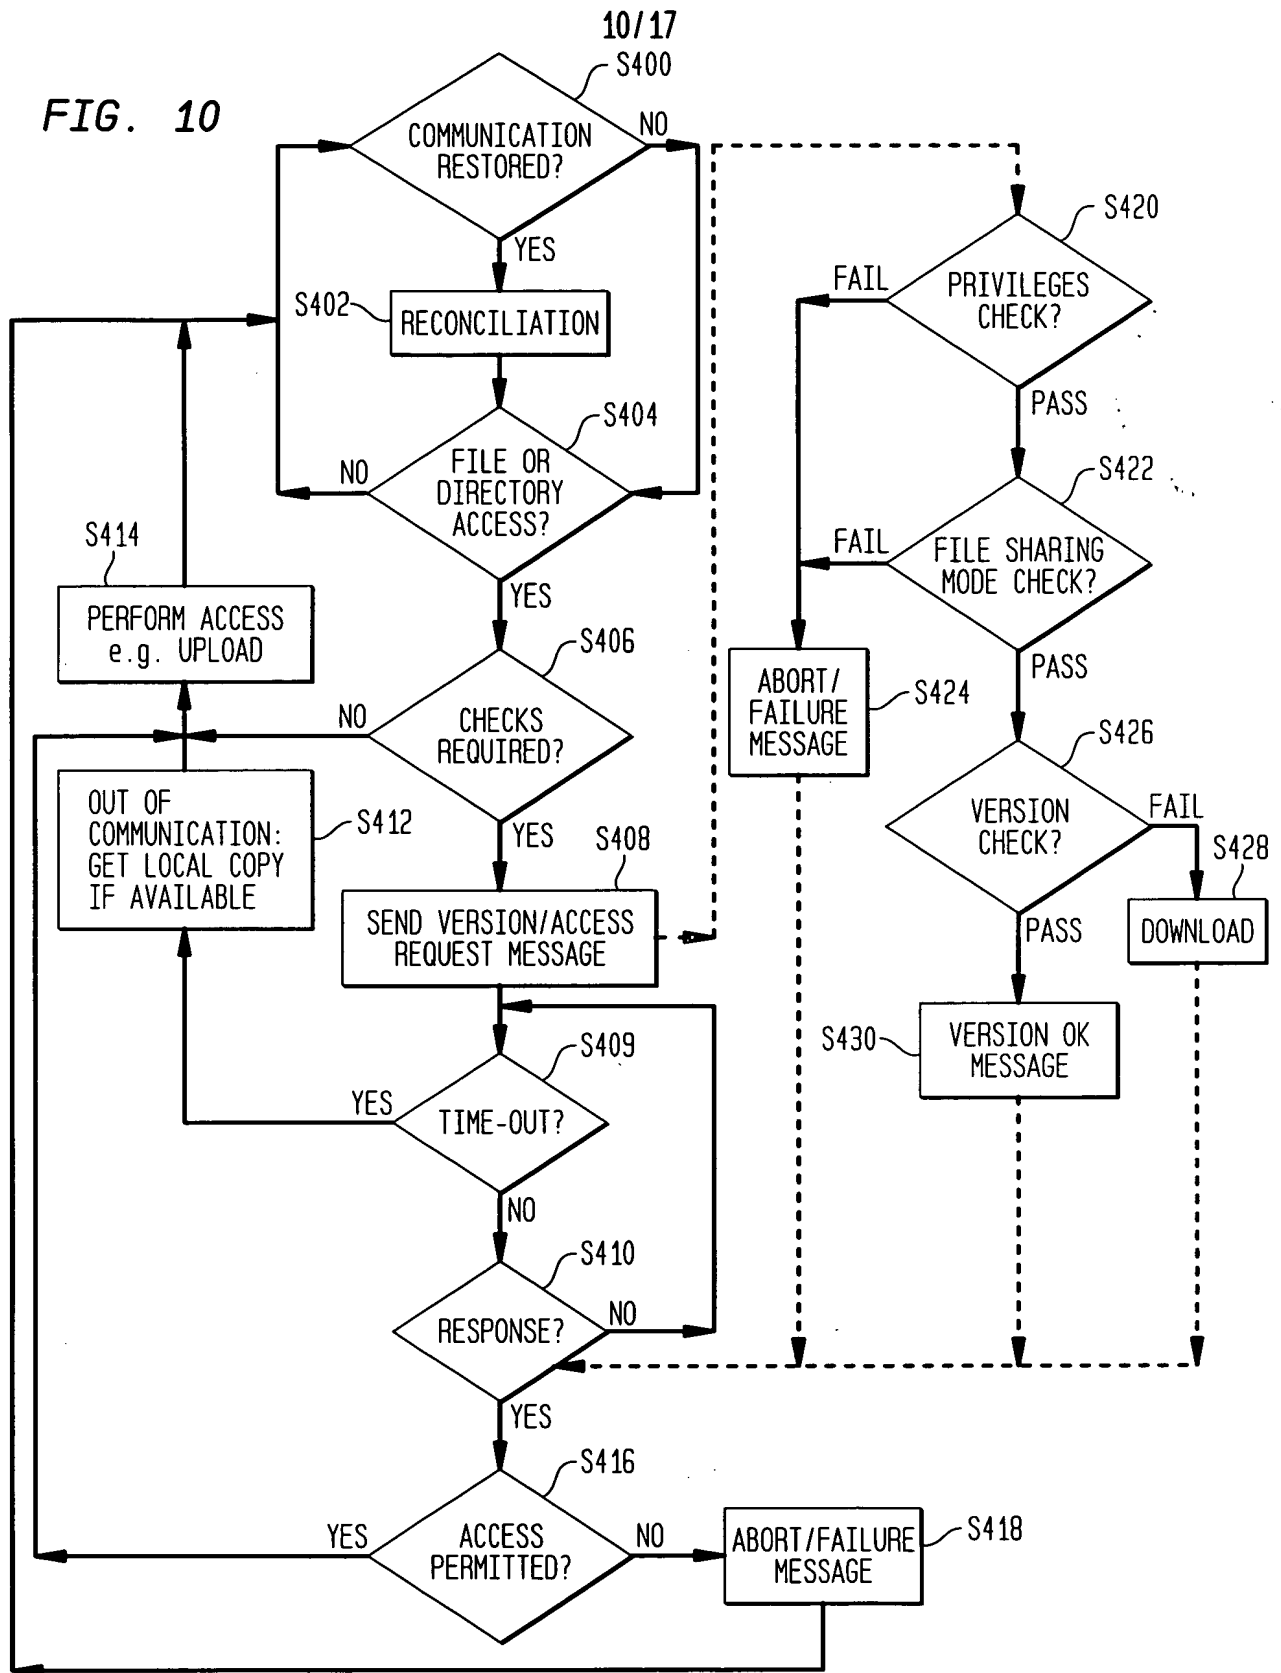 10/17
FIG. 10
S400
COMMUNICATION
RESTORED?
NO
YES
S402
RECONCILIATION
S404
FILE OR
DIRECTORY
ACCESS?
NO
YES
S406
CHECKS
REQUIRED?
NO
YES
S414
PERFORM ACCESS
e.g. UPLOAD
S412
OUT OF
COMMUNICATION:
GET LOCAL COPY
IF AVAILABLE
S408
SEND VERSION/ACCESS
REQUEST MESSAGE
S409
TIME-OUT?
YES
NO
S410
RESPONSE?
NO
YES
S416
ACCESS
PERMITTED?
YES
NO
S418
ABORT/FAILURE
MESSAGE
S420
PRIVILEGES
CHECK?
FAIL
PASS
S422
FILE SHARING
MODE CHECK?
FAIL
PASS
S424
ABORT/
FAILURE
MESSAGE
S426
VERSION
CHECK?
FAIL
PASS
S428
DOWNLOAD
S430
VERSION OK
MESSAGE